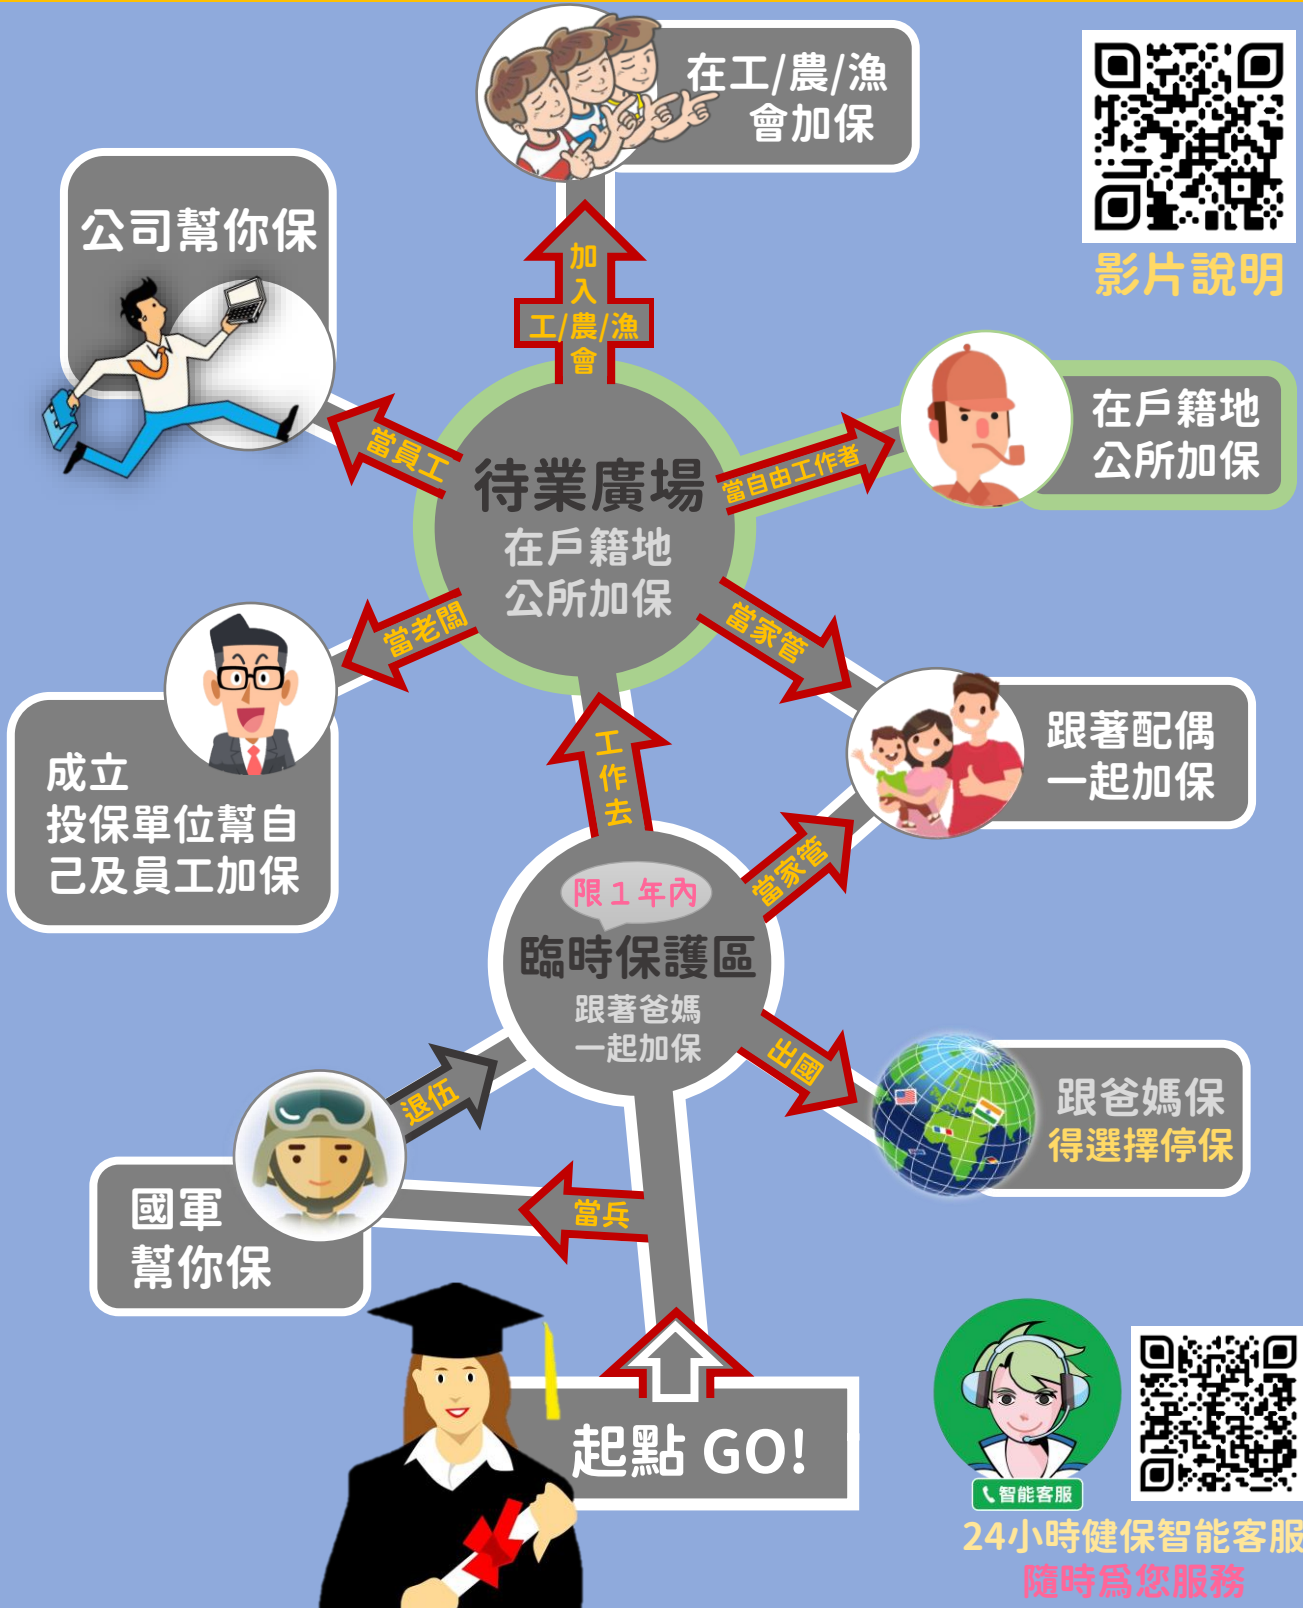 在工/農/漁
會加保
公司幫你保
影片說明
加
入
工/農/漁
會
當員工
當自由工作者
在戶籍地
公所加保
待業廣場
在戶籍地
公所加保
當老闆
當家管
成立
投保單位幫自
己及員工加保
跟著配偶
一起加保
工
作
去
當家管
限1年內
臨時保護區
跟著爸媽
一起加保
退伍
出國
跟爸媽保
得選擇停保
國軍
幫你保
當兵
起點 GO!
智能客服
24小時健保智能客服
隨時為您服務